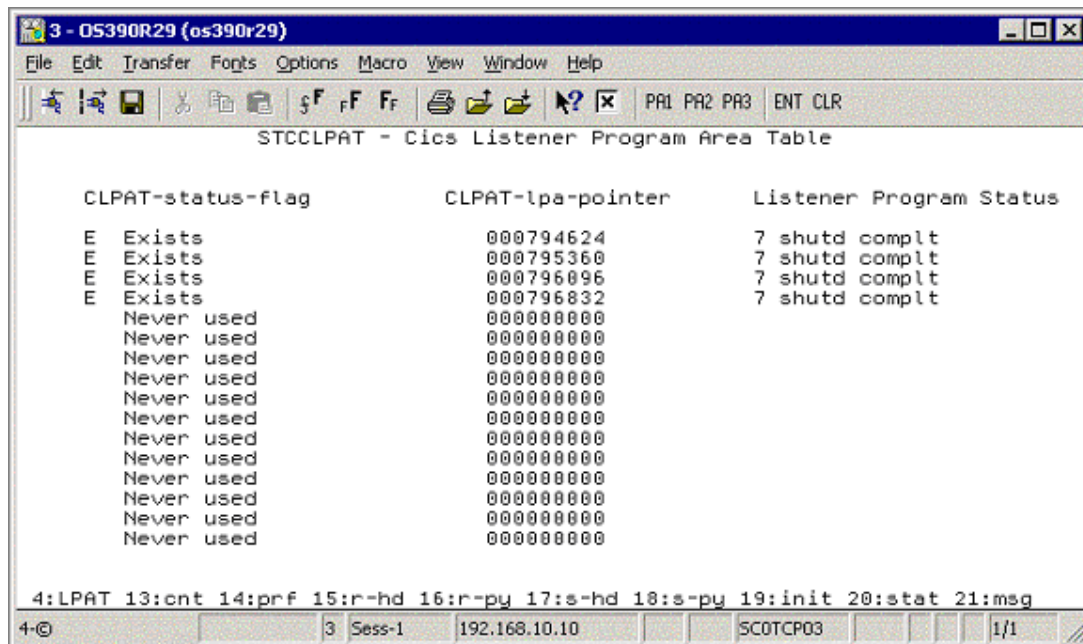 3 - OS390R29 (os390r29)
File Edit Transfer Fonts Options Macro View Window Help
PA1 PA2 PA3 ENT CLR
STCCLPAT - Cics Listener Program Area Table
CLPAT-status-flag CLPAT-lpa-pointer Listener Program Status
E Exists 000794624 7 shutd complt
E Exists 000795360 7 shutd complt
E Exists 000796096 7 shutd complt
E Exists 000796832 7 shutd complt
Never used 000000000
Never used 000000000
Never used 000000000
Never used 000000000
Never used 000000000
Never used 000000000
Never used 000000000
Never used 000000000
Never used 000000000
Never used 000000000
Never used 000000000
Never used 000000000
4:LPAT 13:cnt 14:prf 15:r-hd 16:r-py 17:s-hd 18:s-py 19:init 20:stat 21:msg
4-© 3 Sess-1 192.168.10.10 SC0TCP03 1/1